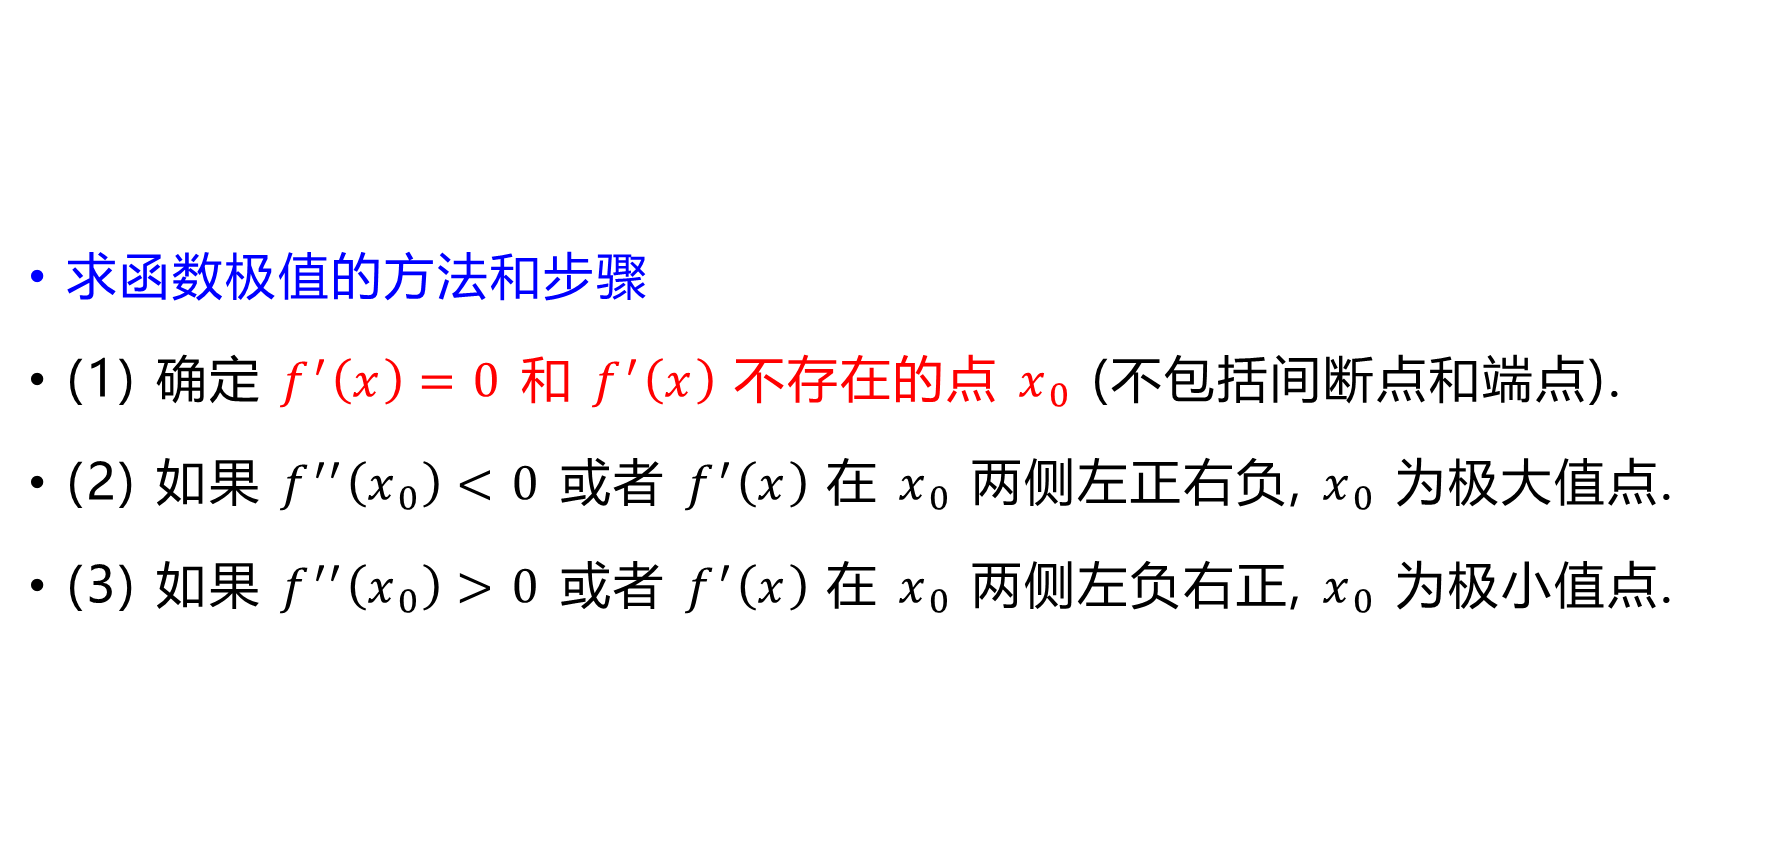 • 求函数极值的方法和步骤
• (1) 确定 f′(x) = 0 和 f′(x) 不存在的点 x₀ (不包括间断点和端点).
• (2) 如果 f′′(x₀) < 0 或者 f′(x) 在 x₀ 两侧左正右负, x₀ 为极大值点.
• (3) 如果 f′′(x₀) > 0 或者 f′(x) 在 x₀ 两侧左负右正, x₀ 为极小值点.